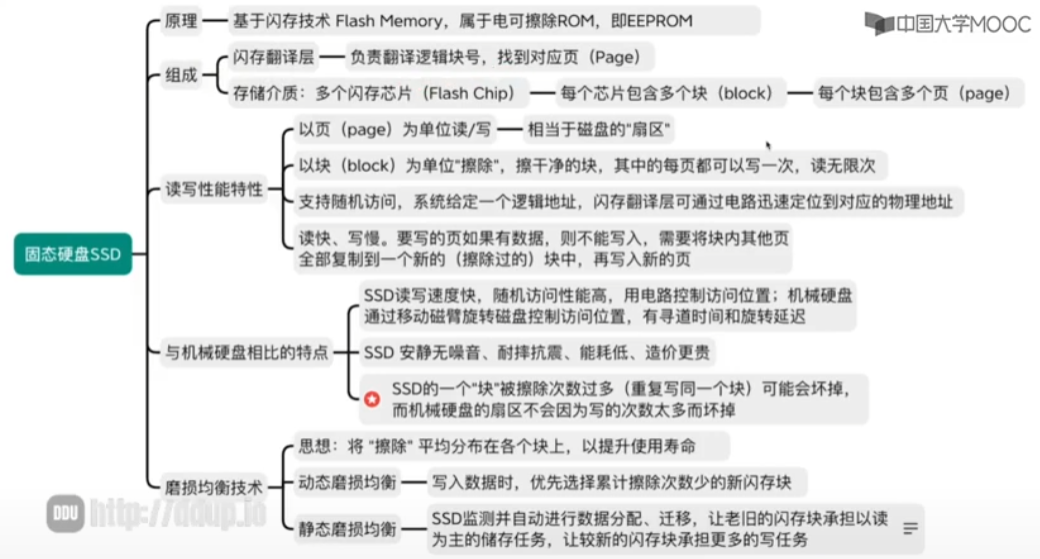 中国大学MOOC
固态硬盘SSD
原理
基于闪存技术 Flash Memory，属于电可擦除ROM，即EEPROM
组成
闪存翻译层
负责翻译逻辑块号，找到对应页（Page）
存储介质：多个闪存芯片（Flash Chip）
每个芯片包含多个块（block）
每个块包含多个页（page）
读写性能特性
以页（page）为单位读/写
相当于磁盘的"扇区"
以块（block）为单位"擦除"，擦干净的块，其中的每页都可以写一次，读无限次
支持随机访问，系统给定一个逻辑地址，闪存翻译层可通过电路迅速定位到对应的物理地址
读快、写慢。要写的页如果有数据，则不能写入，需要将块内其他页
全部复制到一个新的（擦除过的）块中，再写入新的页
与机械硬盘相比的特点
SSD读写速度快，随机访问性能高，用电路控制访问位置；机械硬盘
通过移动磁臂旋转磁盘控制访问位置，有寻道时间和旋转延迟
SSD 安静无噪音、耐摔抗震、能耗低、造价更贵
SSD的一个"块"被擦除次数过多（重复写同一个块）可能会坏掉，
而机械硬盘的扇区不会因为写的次数太多而坏掉
磨损均衡技术
思想：将 "擦除" 平均分布在各个块上，以提升使用寿命
动态磨损均衡
写入数据时，优先选择累计擦除次数少的新闪存块
静态磨损均衡
SSD监测并自动进行数据分配、迁移，让老旧的闪存块承担以读
为主的储存任务，让较新的闪存块承担更多的写任务
DDU http://ddup.io